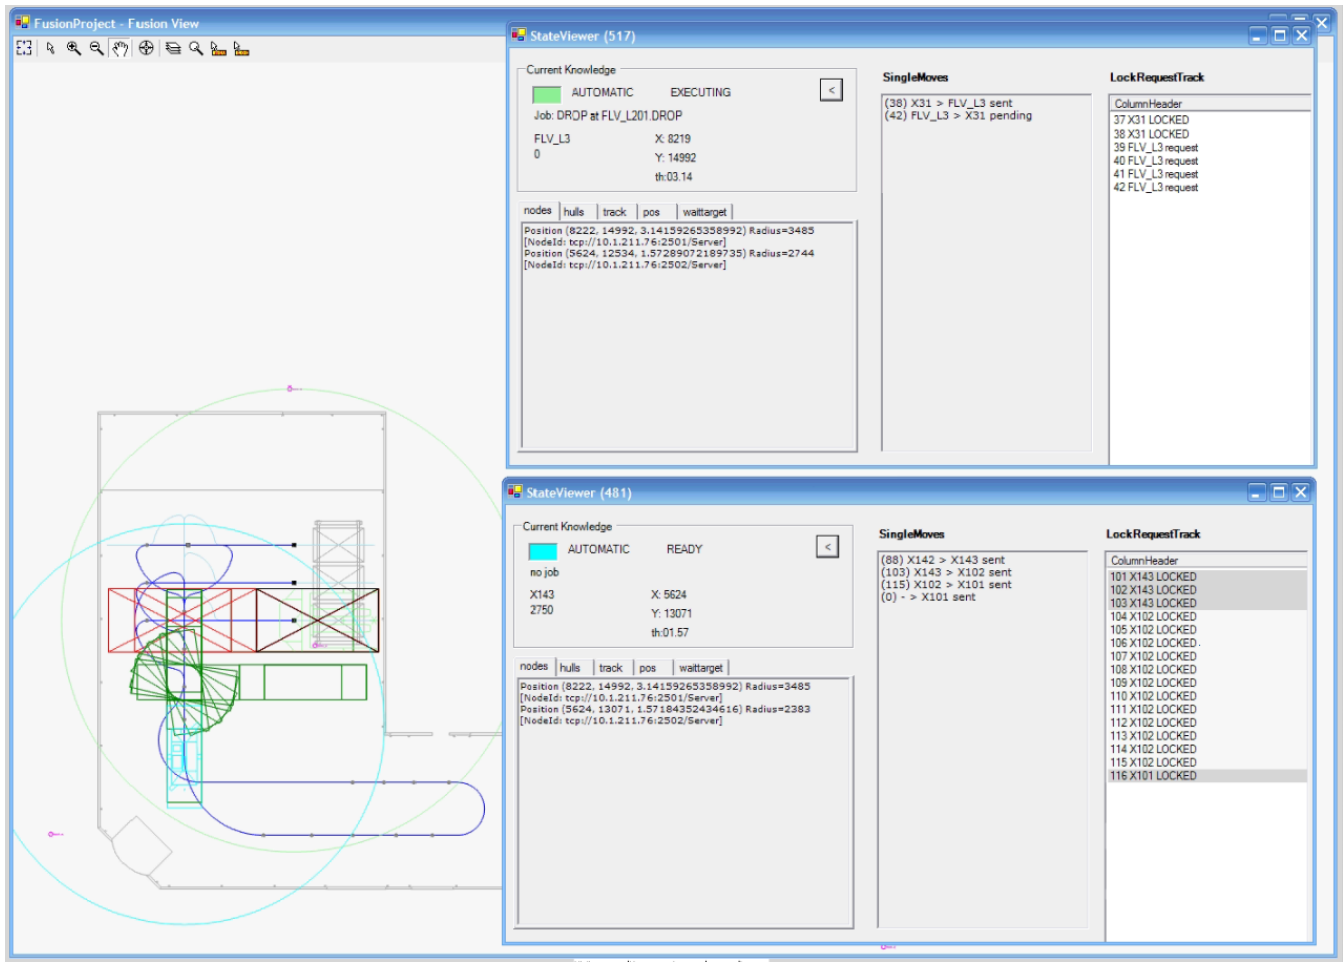 FusionProject - Fusion View
StateViewer (517)
Current Knowledge
AUTOMATIC EXECUTING
<
Job: DROP at FLV_L201.DROP
FLV_L3 X: 8219
0 Y: 14992
th:03.14
nodes hulls track pos waittarget
Position (8222, 14992, 3.14159265358992) Radius=3485
[NodeId: tcp://10.1.211.76:2501/Server]
Position (5624, 12534, 1.57289072189735) Radius=2744
[NodeId: tcp://10.1.211.76:2502/Server]
SingleMoves
(38) X31 > FLV_L3 sent
(42) FLV_L3 > X31 pending
LockRequestTrack
ColumnHeader
37 X31 LOCKED
38 X31 LOCKED
39 FLV_L3 request
40 FLV_L3 request
41 FLV_L3 request
42 FLV_L3 request
StateViewer (481)
Current Knowledge
AUTOMATIC READY
<
no job
X143 X: 5624
2750 Y: 13071
th:01.57
nodes hulls track pos waittarget
Position (8222, 14992, 3.14159265358992) Radius=3485
[NodeId: tcp://10.1.211.76:2501/Server]
Position (5624, 13071, 1.57184352434616) Radius=2383
[NodeId: tcp://10.1.211.76:2502/Server]
SingleMoves
(88) X142 > X143 sent
(103) X143 > X102 sent
(115) X102 > X101 sent
(0) - > X101 sent
LockRequestTrack
ColumnHeader
101 X143 LOCKED
102 X143 LOCKED
103 X143 LOCKED
104 X102 LOCKED
105 X102 LOCKED
106 X102 LOCKED
107 X102 LOCKED
108 X102 LOCKED
109 X102 LOCKED
110 X102 LOCKED
111 X102 LOCKED
112 X102 LOCKED
113 X102 LOCKED
114 X102 LOCKED
115 X102 LOCKED
116 X101 LOCKED